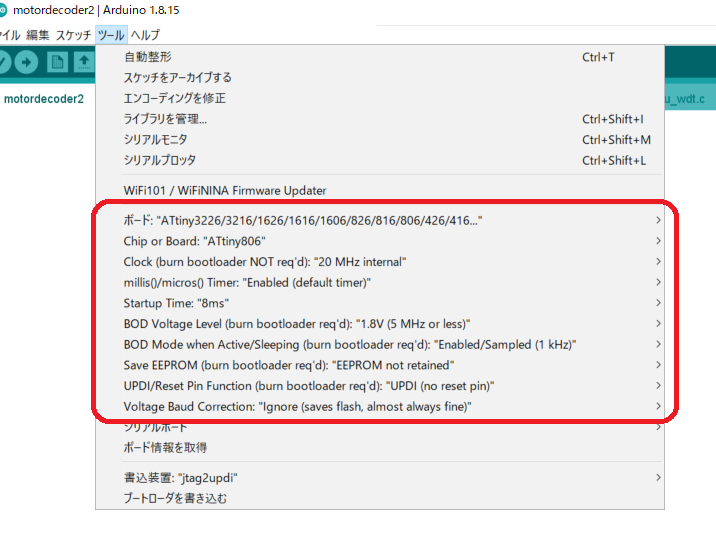 motordecoder2 | Arduino 1.8.15
イル 編集 スケッチ ツール ヘルプ
motordecoder2
u_wdt.c
自動整形 Ctrl+T
スケッチをアーカイブする
エンコーディングを修正
ライブラリを管理... Ctrl+Shift+I
シリアルモニタ Ctrl+Shift+M
シリアルプロッタ Ctrl+Shift+L
WiFi101 / WiFiNINA Firmware Updater
ボード: "ATtiny3226/3216/1626/1616/1606/826/816/806/426/416..."
Chip or Board: "ATtiny806"
Clock (burn bootloader NOT req'd): "20 MHz internal"
millis()/micros() Timer: "Enabled (default timer)"
Startup Time: "8ms"
BOD Voltage Level (burn bootloader req'd): "1.8V (5 MHz or less)"
BOD Mode when Active/Sleeping (burn bootloader req'd): "Enabled/Sampled (1 kHz)"
Save EEPROM (burn bootloader req'd): "EEPROM not retained"
UPDI/Reset Pin Function (burn bootloader req'd): "UPDI (no reset pin)"
Voltage Baud Correction: "Ignore (saves flash, almost always fine)"
シリアルポート
ボード情報を取得
書込装置: "jtag2updi"
ブートローダを書き込む